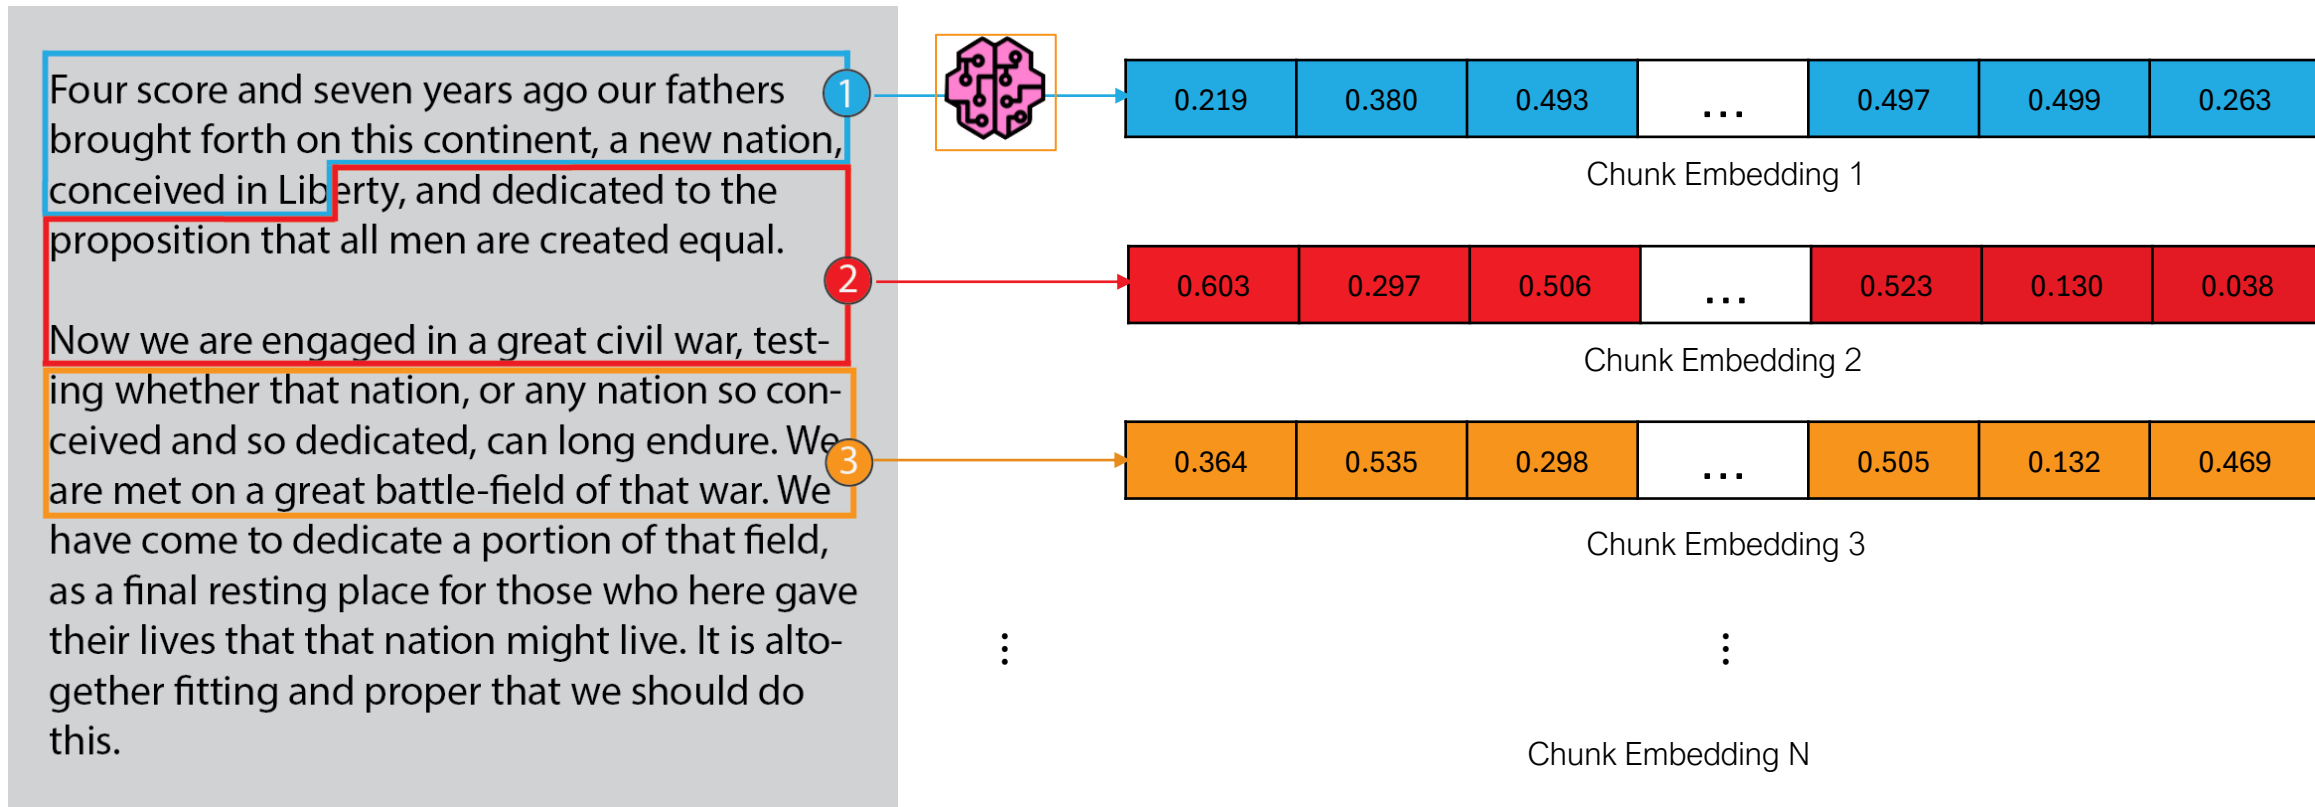 Four score and seven years ago our fathers
brought forth on this continent, a new nation,
conceived in Liberty, and dedicated to the
proposition that all men are created equal.
Now we are engaged in a great civil war, test-
ing whether that nation, or any nation so con-
ceived and so dedicated, can long endure. We
are met on a great battle-field of that war. We
have come to dedicate a portion of that field,
as a final resting place for those who here gave
their lives that that nation might live. It is alto-
gether fitting and proper that we should do
this.
1
2
3
0.219 0.380 0.493 ... 0.497 0.499 0.263
Chunk Embedding 1
0.603 0.297 0.506 ... 0.523 0.130 0.038
Chunk Embedding 2
0.364 0.535 0.298 ... 0.505 0.132 0.469
Chunk Embedding 3
⋮ ⋮
Chunk Embedding N